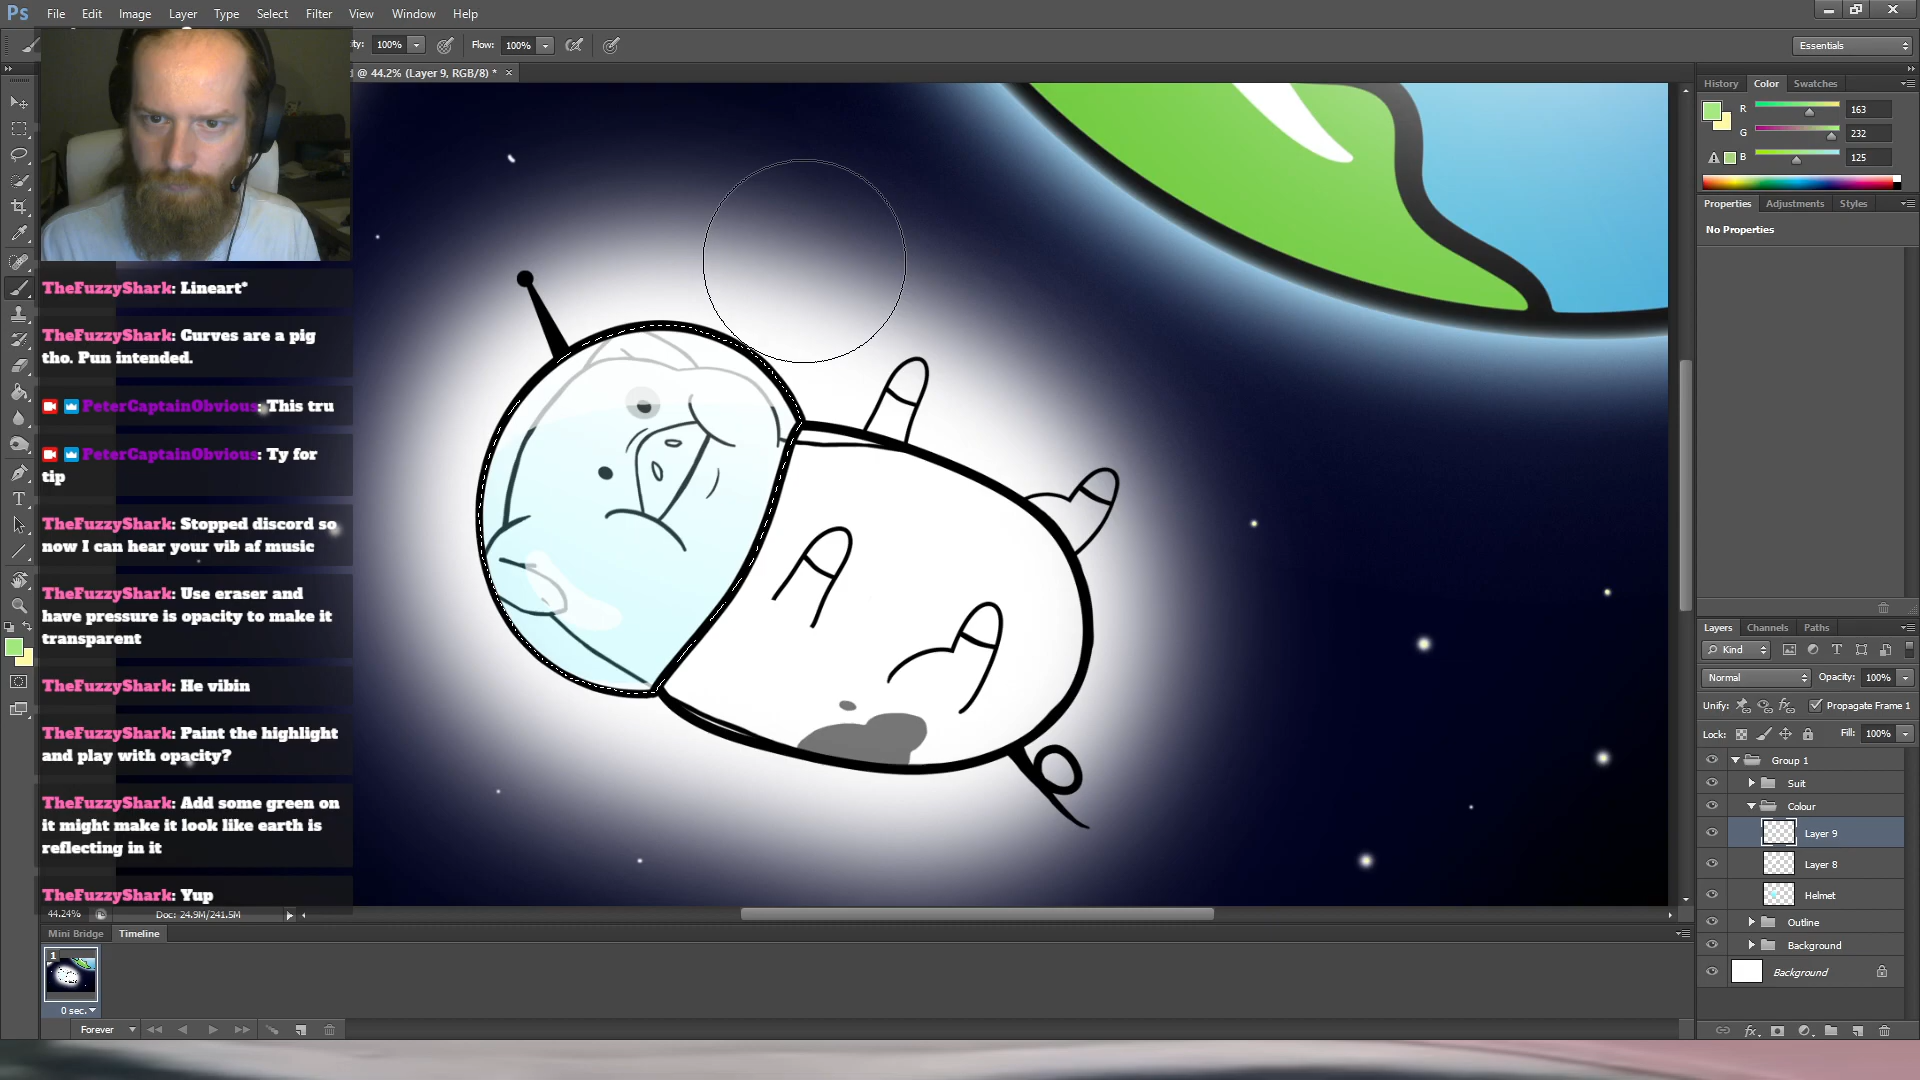 Ps File Edit Image Layer Type Select Filter View Window Help
ity: 100% Flow: 100% Essentials
d @ 44.2% (Layer 9, RGB/8) * ×
TheFuzzyShark: Lineart*
TheFuzzyShark: Curves are a pig
tho. Pun intended.
PeterCaptainObvious: This tru
PeterCaptainObvious: Ty for
tip
TheFuzzyShark: Stopped discord so
now I can hear your vib af music
TheFuzzyShark: Use eraser and
have pressure is opacity to make it
transparent
TheFuzzyShark: He vibin
TheFuzzyShark: Paint the highlight
and play with opacity?
TheFuzzyShark: Add some green on
it might make it look like earth is
reflecting in it
TheFuzzyShark: Yup
44.24% Doc: 24.9M/241.5M
Mini Bridge Timeline
1
0 sec.
Forever
History Color Swatches
R 163
G 232
B 125
Properties Adjustments Styles
No Properties
Layers Channels Paths
Kind
Normal Opacity: 100%
Unify: Propagate Frame 1
Lock: Fill: 100%
Group 1
Suit
Colour
Layer 9
Layer 8
Helmet
Outline
Background
Background